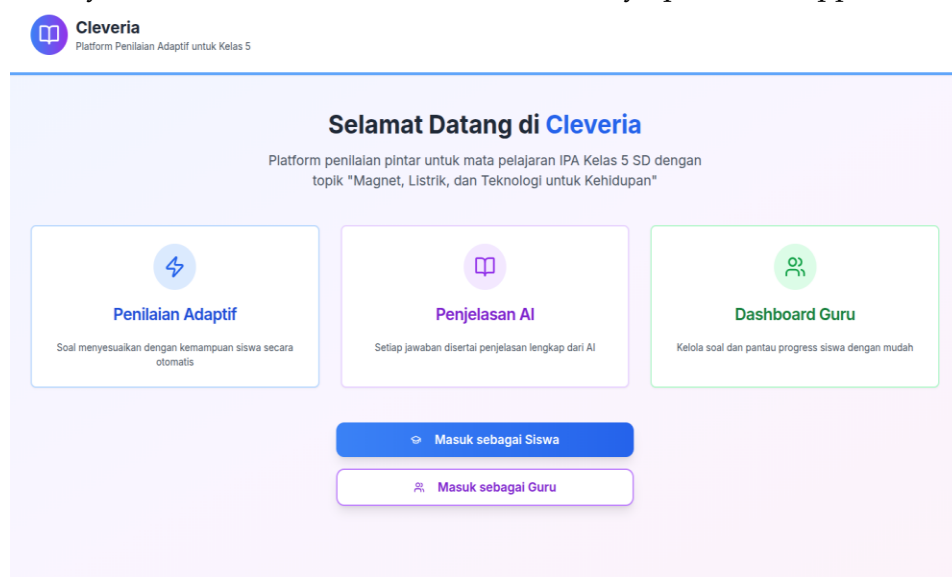 Cleveria
Platform Penilaian Adaptif untuk Kelas 5
Selamat Datang di Cleveria
Platform penilaian pintar untuk mata pelajaran IPA Kelas 5 SD dengan
topik "Magnet, Listrik, dan Teknologi untuk Kehidupan"
Penilaian Adaptif
Soal menyesuaikan dengan kemampuan siswa secara
otomatis
Penjelasan AI
Setiap jawaban disertai penjelasan lengkap dari AI
Dashboard Guru
Kelola soal dan pantau progress siswa dengan mudah
Masuk sebagai Siswa
Masuk sebagai Guru